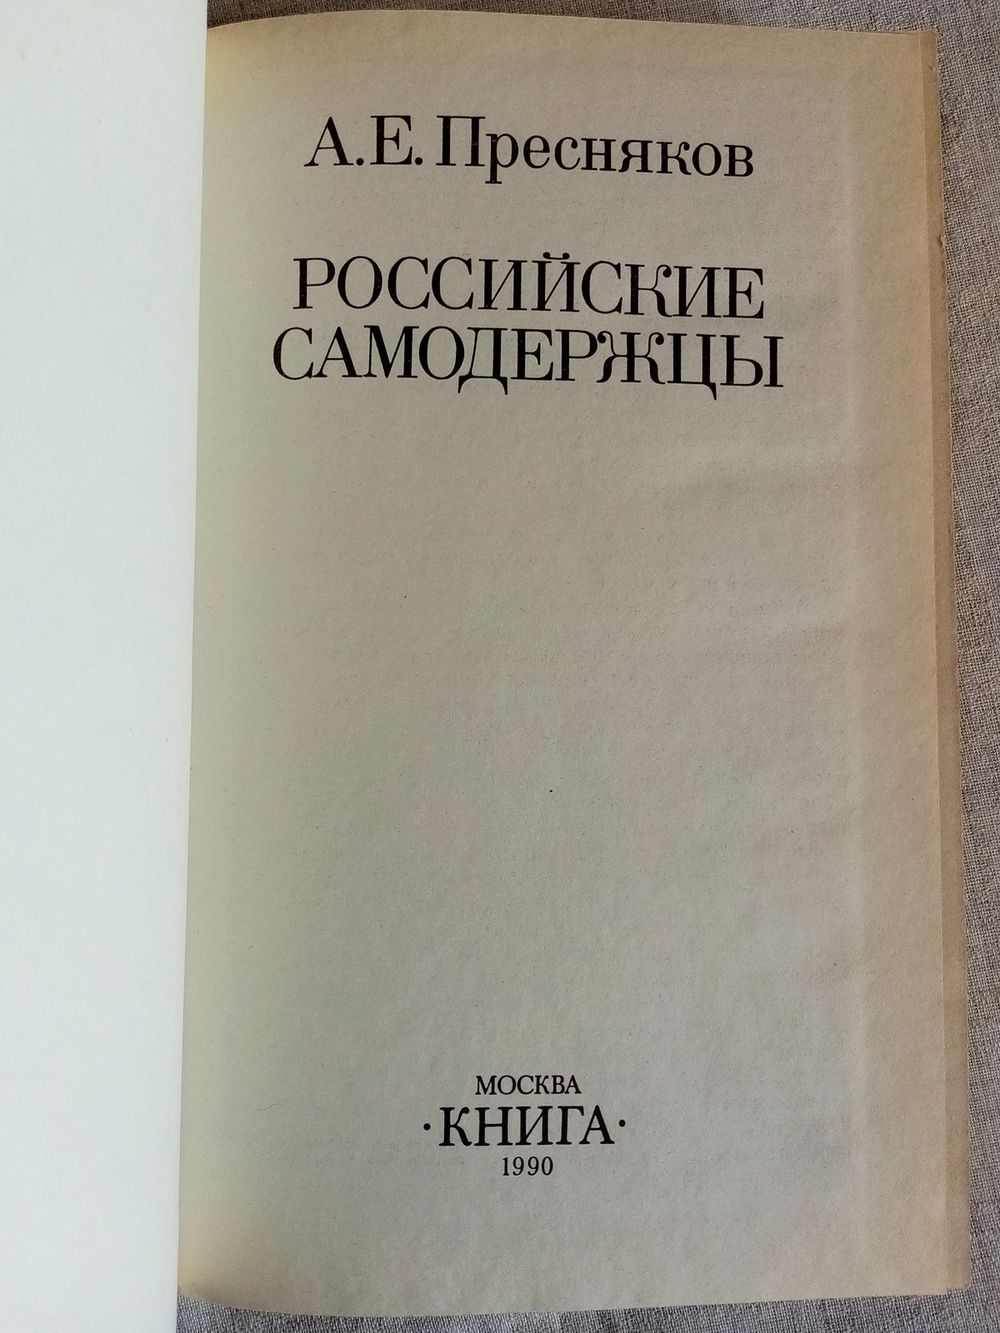 А.Е. Пресняков
РОССИЙСКИЕ
САМОДЕРЖЦЫ
МОСКВА
·КНИГА·
1990